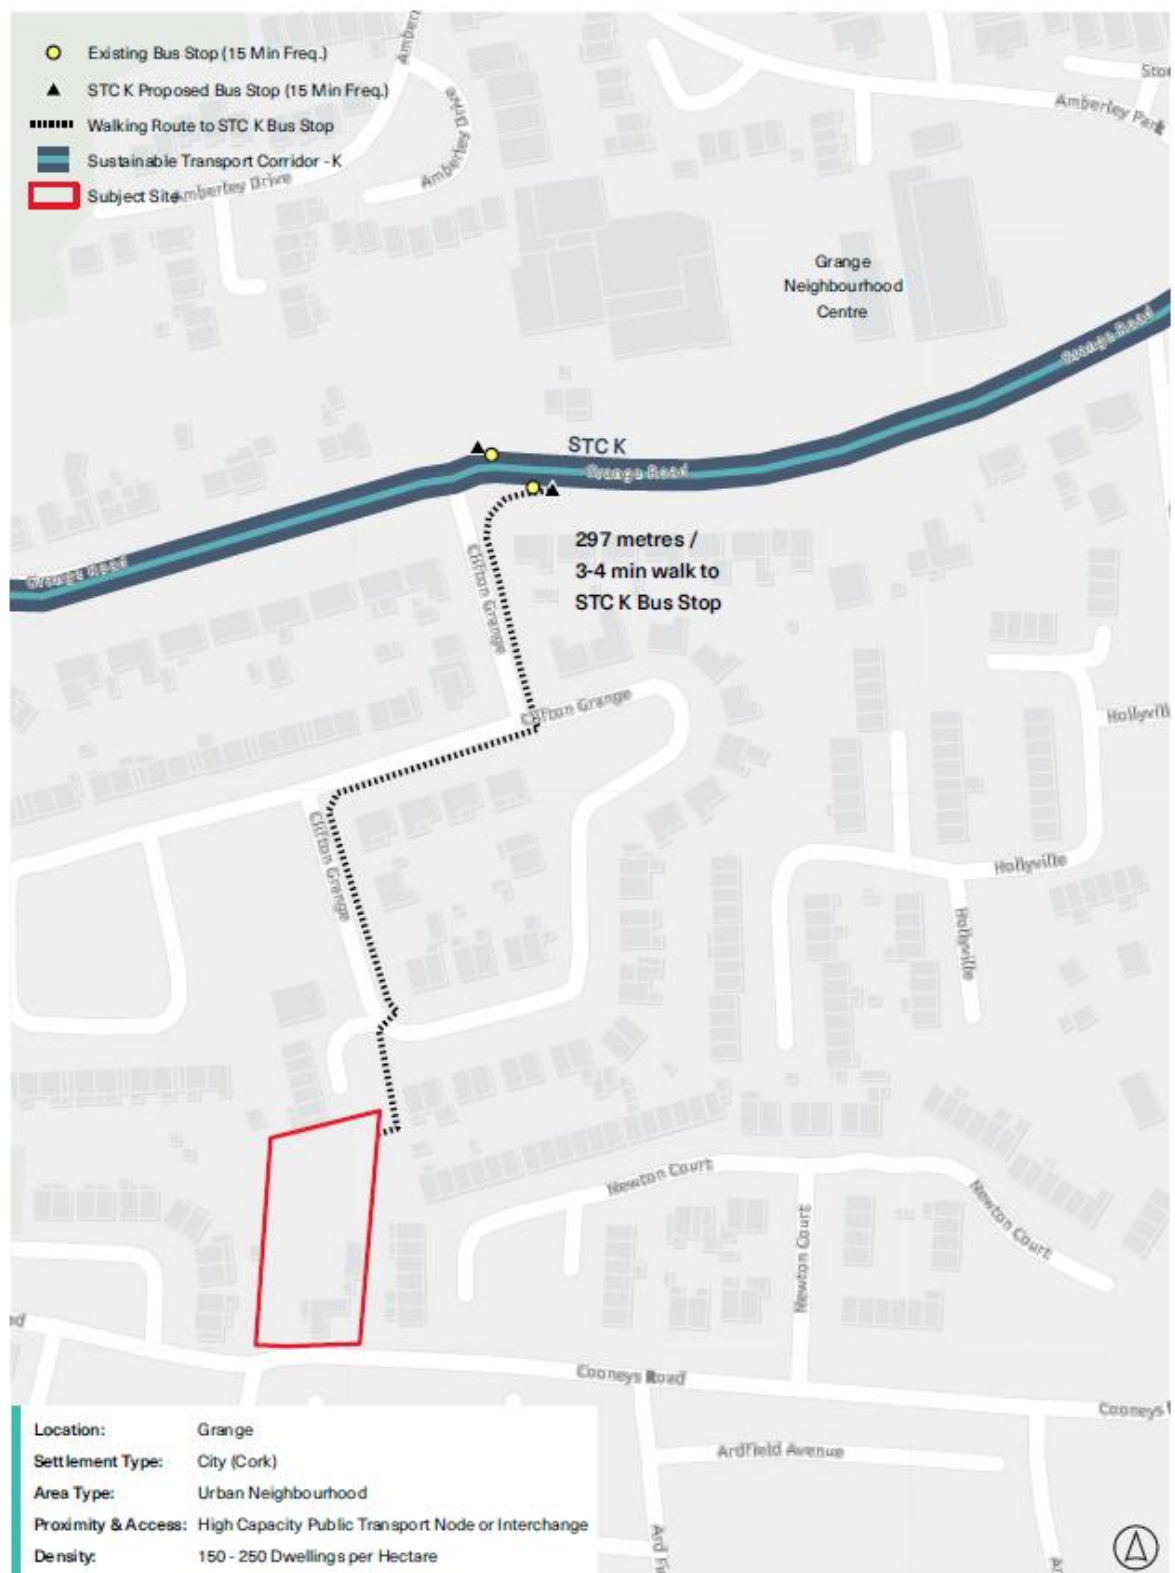 Existing Bus Stop (15 Min Freq.)
STC K Proposed Bus Stop (15 Min Freq.)
Walking Route to STC K Bus Stop
Sustainable Transport Corridor - K
Subject Site
Amberley Drive
Amberley Drive
Amberley Park
Grange
Neighbourhood
Centre
Grange Road
STC K
Grange Road
Grange Road
297 metres /
3-4 min walk to
STC K Bus Stop
Clifton Grange
Clifton Grange
Clifton Grange
Hollyville
Hollyville
Newton Court
Newton Court
Newton Court
Cooneys Road
Cooneys
Ardfield Avenue
Location: Grange
Settlement Type: City (Cork)
Area Type: Urban Neighbourhood
Proximity & Access: High Capacity Public Transport Node or Interchange
Density: 150 - 250 Dwellings per Hectare